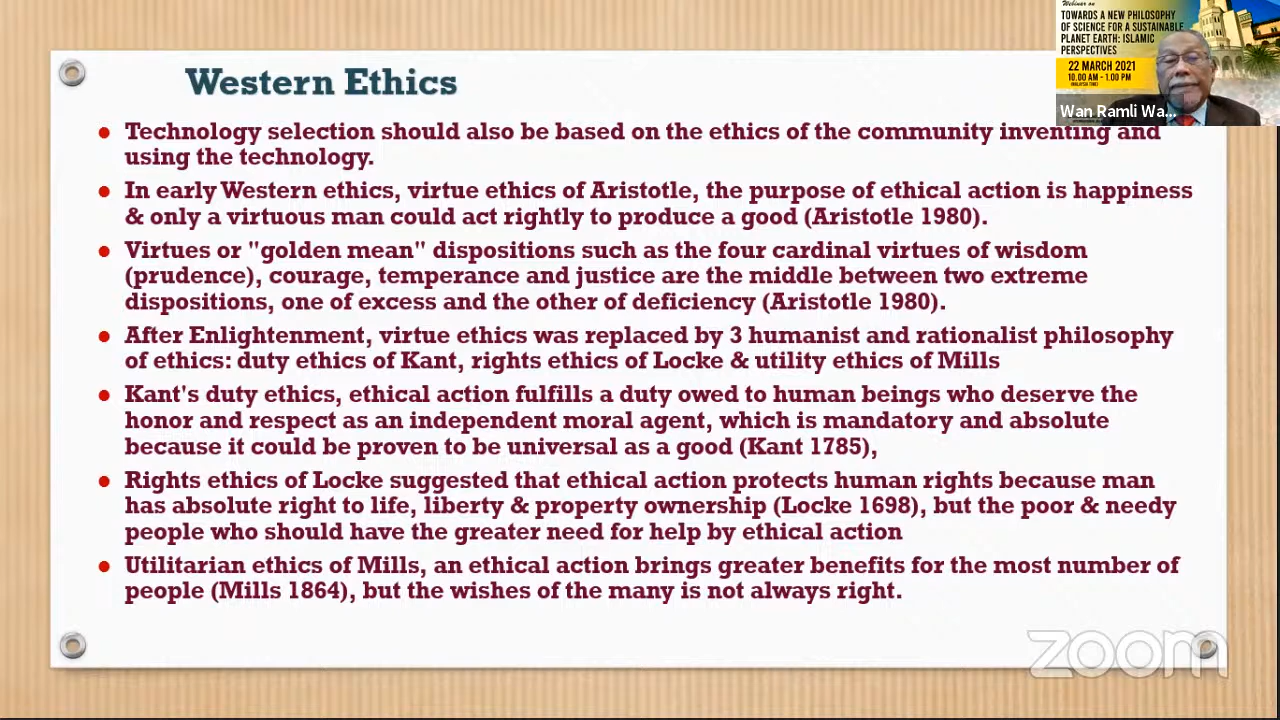 Western Ethics
Webinar on
TOWARDS A NEW PHILOSOPHY
OF SCIENCE FOR A SUSTAINABLE
PLANET EARTH: ISLAMIC
PERSPECTIVES
22 MARCH 2021
10.00 AM - 1.00 PM
(MALAYSIA TIME)
Wan Ramli Wa...
• Technology selection should also be based on the ethics of the community inventing and
using the technology.
• In early Western ethics, virtue ethics of Aristotle, the purpose of ethical action is happiness
& only a virtuous man could act rightly to produce a good (Aristotle 1980).
• Virtues or "golden mean" dispositions such as the four cardinal virtues of wisdom
(prudence), courage, temperance and justice are the middle between two extreme
dispositions, one of excess and the other of deficiency (Aristotle 1980).
• After Enlightenment, virtue ethics was replaced by 3 humanist and rationalist philosophy
of ethics: duty ethics of Kant, rights ethics of Locke & utility ethics of Mills
• Kant's duty ethics, ethical action fulfills a duty owed to human beings who deserve the
honor and respect as an independent moral agent, which is mandatory and absolute
because it could be proven to be universal as a good (Kant 1785),
• Rights ethics of Locke suggested that ethical action protects human rights because man
has absolute right to life, liberty & property ownership (Locke 1698), but the poor & needy
people who should have the greater need for help by ethical action
• Utilitarian ethics of Mills, an ethical action brings greater benefits for the most number of
people (Mills 1864), but the wishes of the many is not always right.
zoom